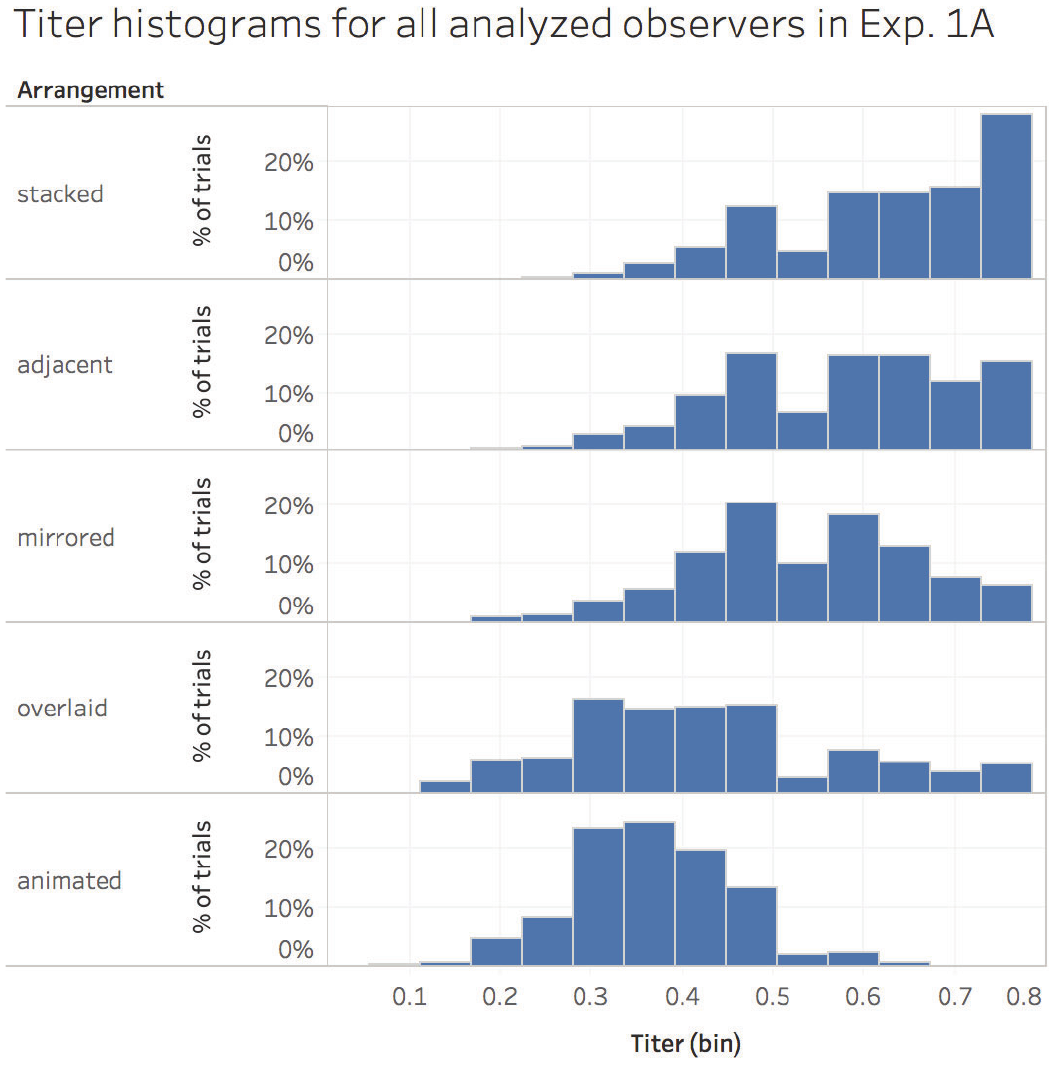 Titer histograms for all analyzed observers in Exp. 1A
Arrangement
stacked
% of trials
20%
10%
0%
adjacent
% of trials
20%
10%
0%
mirrored
% of trials
20%
10%
0%
overlaid
% of trials
20%
10%
0%
animated
% of trials
20%
10%
0%
0.1 0.2 0.3 0.4 0.5 0.6 0.7 0.8
Titer (bin)